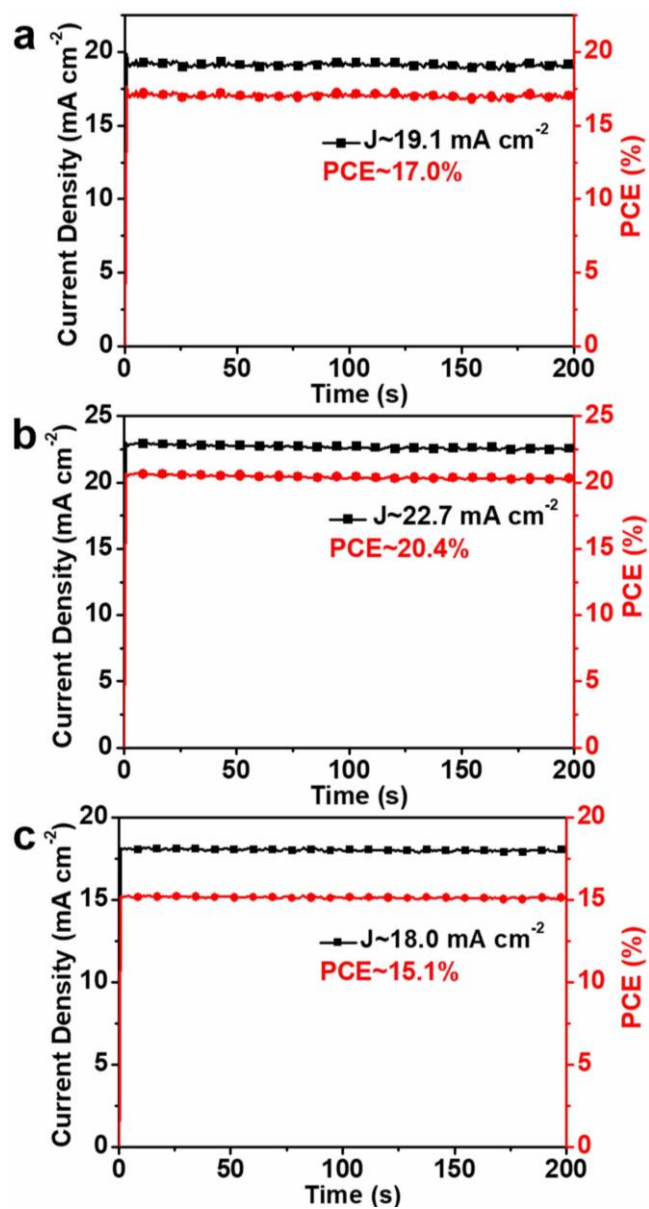 a
Current Density (mA cm⁻²)
20
15
10
5
0
J~19.1 mA cm⁻²
PCE~17.0%
20
15
10
5
0
PCE (%)
0 50 100 150 200
Time (s)
b
Current Density (mA cm⁻²)
25
20
15
10
5
0
J~22.7 mA cm⁻²
PCE~20.4%
25
20
15
10
5
0
PCE (%)
0 50 100 150 200
Time (s)
c
Current Density (mA cm⁻²)
20
15
10
5
0
J~18.0 mA cm⁻²
PCE~15.1%
20
15
10
5
0
PCE (%)
0 50 100 150 200
Time (s)